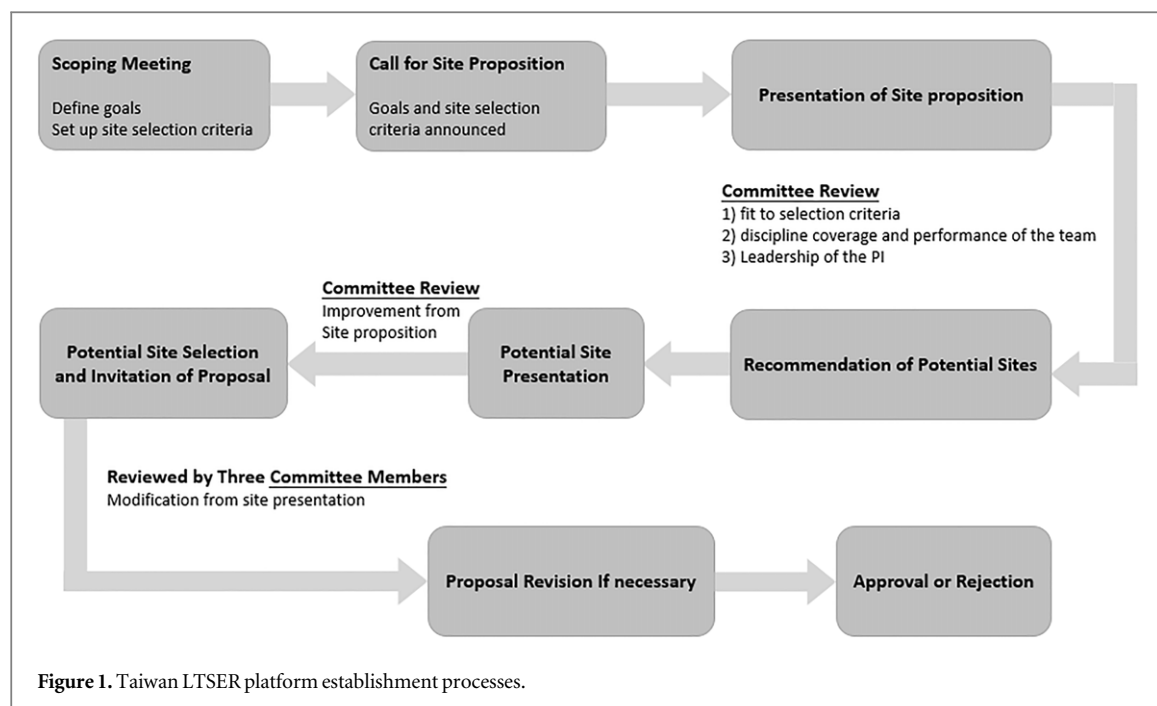 Scoping Meeting
Define goals
Set up site selection criteria
Call for Site Proposition
Goals and site selection
criteria announced
Presentation of Site proposition
Committee Review
1) fit to selection criteria
2) discipline coverage and performance of the team
3) Leadership of the PI
Recommendation of Potential Sites
Potential Site
Presentation
Committee Review
Improvement from
Site proposition
Potential Site Selection
and Invitation of Proposal
Reviewed by Three Committee Members
Modification from site presentation
Proposal Revision If necessary
Approval or Rejection
Figure 1. Taiwan LTSER platform establishment processes.